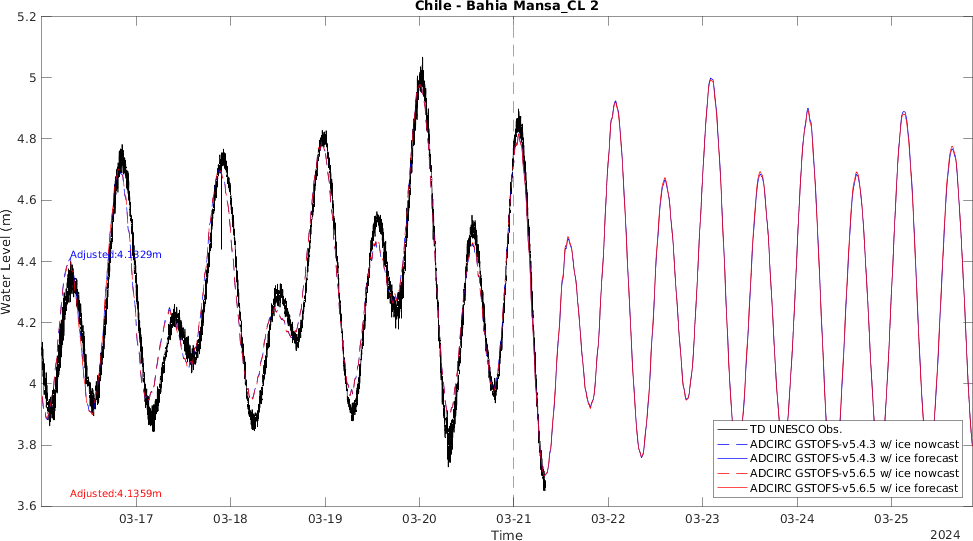 Chile - Bahia Mansa_CL 2
5.2
5
4.8
4.6
4.4
4.2
4
3.8
3.6
Water Level (m)
Adjusted:4.1329m
Adjusted:4.1359m
TD UNESCO Obs.
ADCIRC GSTOFS-v5.4.3 w/ ice nowcast
ADCIRC GSTOFS-v5.4.3 w/ ice forecast
ADCIRC GSTOFS-v5.6.5 w/ ice nowcast
ADCIRC GSTOFS-v5.6.5 w/ ice forecast
03-17 03-18 03-19 03-20 03-21 03-22 03-23 03-24 03-25
Time
2024